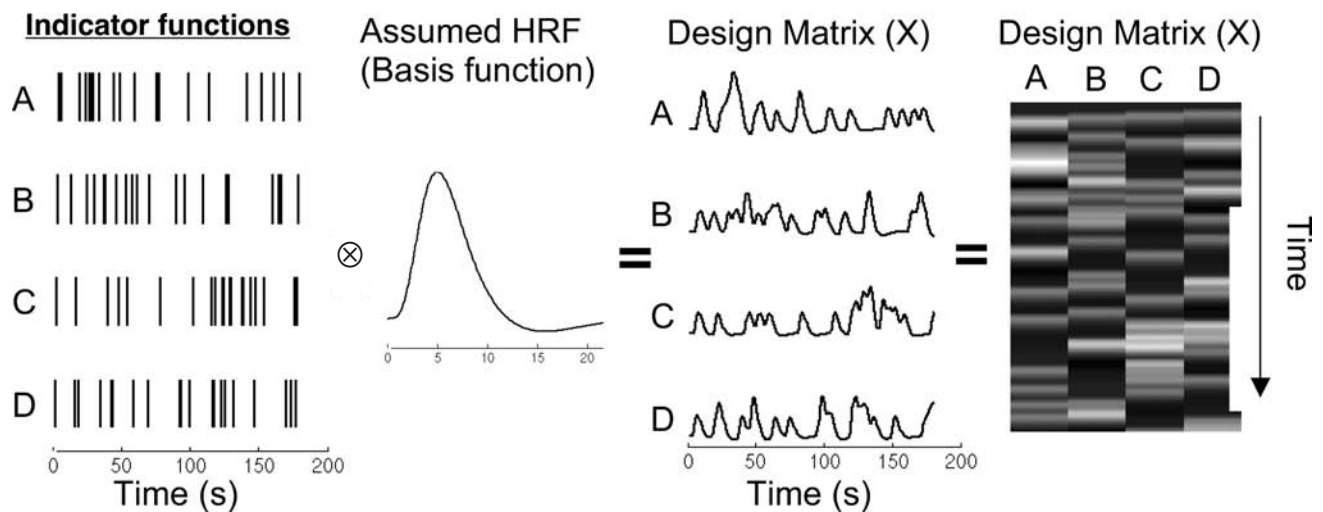 Indicator functions
A
B
C
D
0 50 100 150 200
Time (s)
Assumed HRF
(Basis function)
⊗
0 5 10 15 20
=
Design Matrix (X)
A
B
C
D
0 50 100 150 200
Time (s)
=
Design Matrix (X)
A B C D
Time